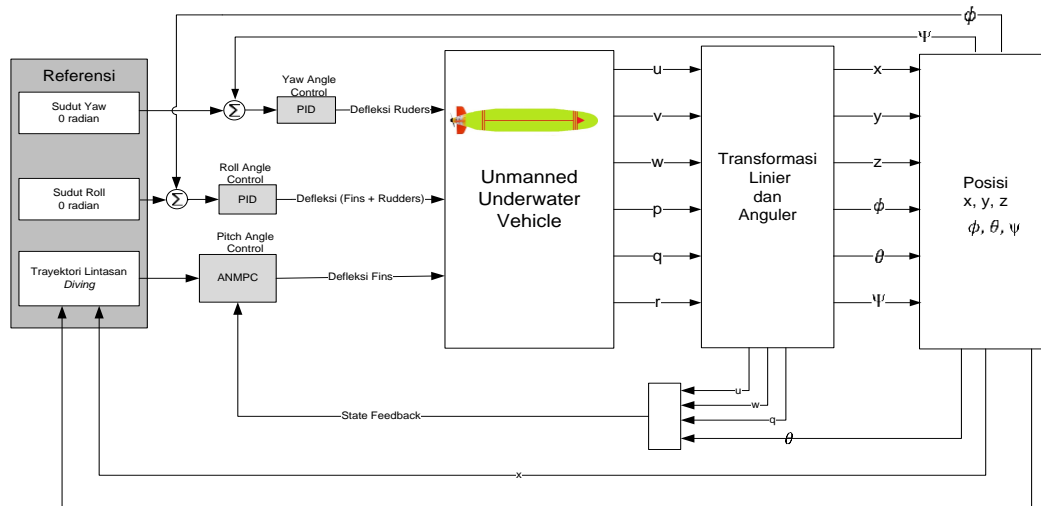 ϕ
Ψ
Referensi
Sudut Yaw
0 radian
Σ
Yaw Angle
Control
PID
Defleksi Ruders
Sudut Roll
0 radian
Σ
Roll Angle
Control
PID
Defleksi (Fins + Rudders)
Trayektori Lintasan
Diving
Pitch Angle
Control
ANMPC
Defleksi Fins
Unmanned
Underwater
Vehicle
u
v
w
p
q
r
Transformasi
Linier
dan
Anguler
x
y
z
ϕ
θ
Ψ
Posisi
x, y, z
ϕ, θ, ψ
u
w
q
θ
State Feedback
x